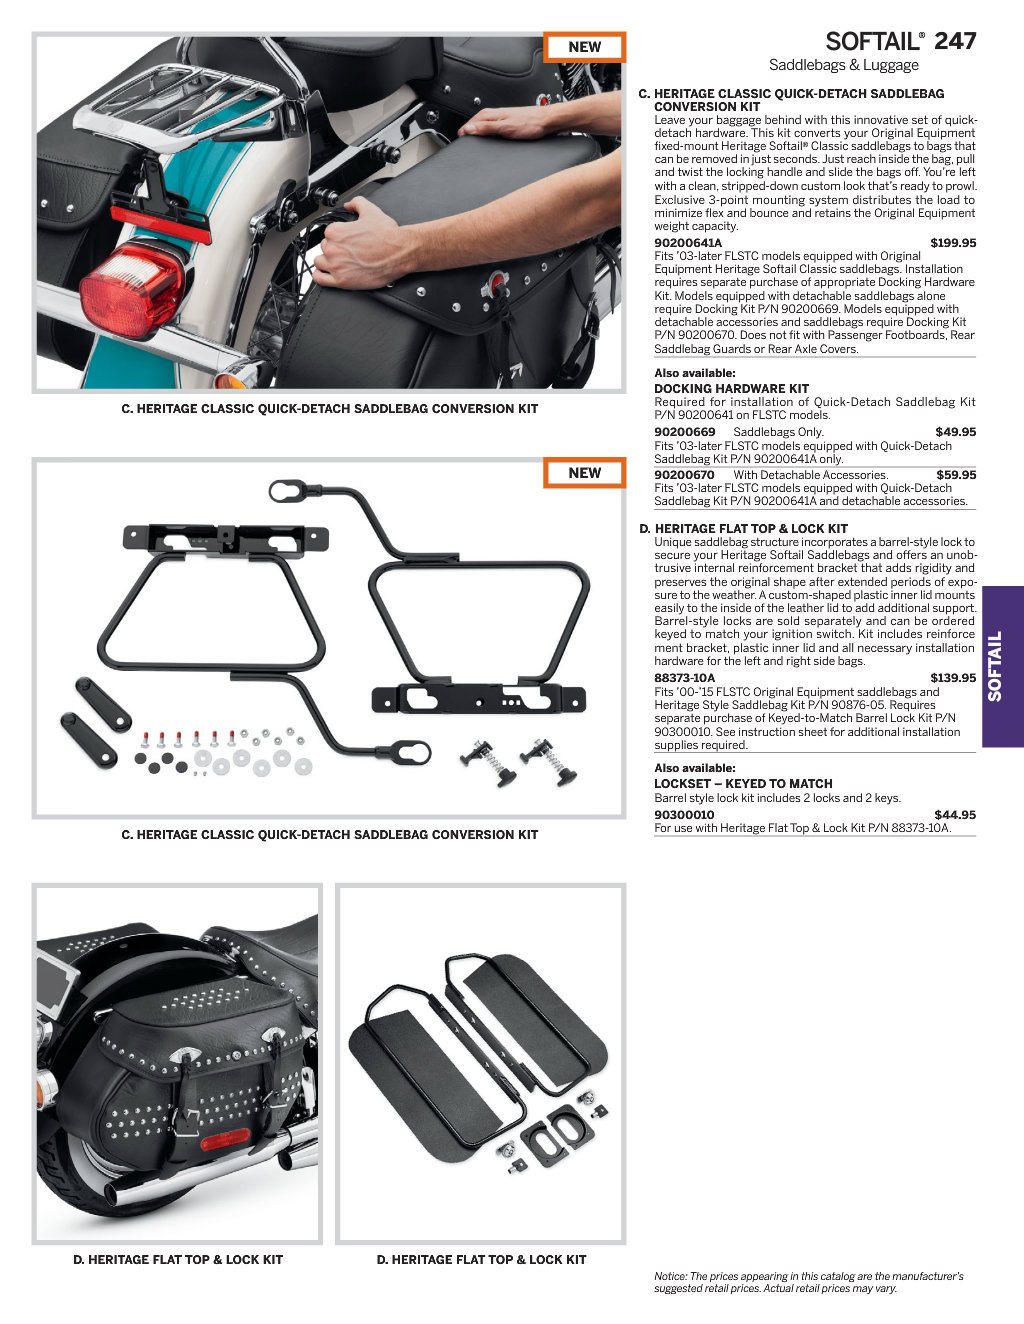 NEW
C. HERITAGE CLASSIC QUICK-DETACH SADDLEBAG CONVERSION KIT
NEW
C. HERITAGE CLASSIC QUICK-DETACH SADDLEBAG CONVERSION KIT
D. HERITAGE FLAT TOP & LOCK KIT
D. HERITAGE FLAT TOP & LOCK KIT
SOFTAIL® 247
Saddlebags & Luggage
C. HERITAGE CLASSIC QUICK-DETACH SADDLEBAG
CONVERSION KIT
Leave your baggage behind with this innovative set of quick-
detach hardware. This kit converts your Original Equipment
fixed-mount Heritage Softail® Classic saddlebags to bags that
can be removed in just seconds. Just reach inside the bag, pull
and twist the locking handle and slide the bags off. You're left
with a clean, stripped-down custom look that's ready to prowl.
Exclusive 3-point mounting system distributes the load to
minimize flex and bounce and retains the Original Equipment
weight capacity.
90200641A $199.95
Fits '03-later FLSTC models equipped with Original
Equipment Heritage Softail Classic saddlebags. Installation
requires separate purchase of appropriate Docking Hardware
Kit. Models equipped with detachable saddlebags alone
require Docking Kit P/N 90200669. Models equipped with
detachable accessories and saddlebags require Docking Kit
P/N 90200670. Does not fit with Passenger Footboards, Rear
Saddlebag Guards or Rear Axle Covers.
Also available:
DOCKING HARDWARE KIT
Required for installation of Quick-Detach Saddlebag Kit
P/N 90200641 on FLSTC models.
90200669 Saddlebags Only. $49.95
Fits '03-later FLSTC models equipped with Quick-Detach
Saddlebag Kit P/N 90200641A only.
90200670 With Detachable Accessories. $59.95
Fits '03-later FLSTC models equipped with Quick-Detach
Saddlebag Kit P/N 90200641A and detachable accessories.
D. HERITAGE FLAT TOP & LOCK KIT
Unique saddlebag structure incorporates a barrel-style lock to
secure your Heritage Softail Saddlebags and offers an unob-
trusive internal reinforcement bracket that adds rigidity and
preserves the original shape after extended periods of expo-
sure to the weather. A custom-shaped plastic inner lid mounts
easily to the inside of the leather lid to add additional support.
Barrel-style locks are sold separately and can be ordered
keyed to match your ignition switch. Kit includes reinforce
ment bracket, plastic inner lid and all necessary installation
hardware for the left and right side bags.
88373-10A $139.95
Fits '00-'15 FLSTC Original Equipment saddlebags and
Heritage Style Saddlebag Kit P/N 90876-05. Requires
separate purchase of Keyed-to-Match Barrel Lock Kit P/N
90300010. See instruction sheet for additional installation
supplies required.
Also available:
LOCKSET – KEYED TO MATCH
Barrel style lock kit includes 2 locks and 2 keys.
90300010 $44.95
For use with Heritage Flat Top & Lock Kit P/N 88373-10A.
SOFTAIL
Notice: The prices appearing in this catalog are the manufacturer's
suggested retail prices. Actual retail prices may vary.